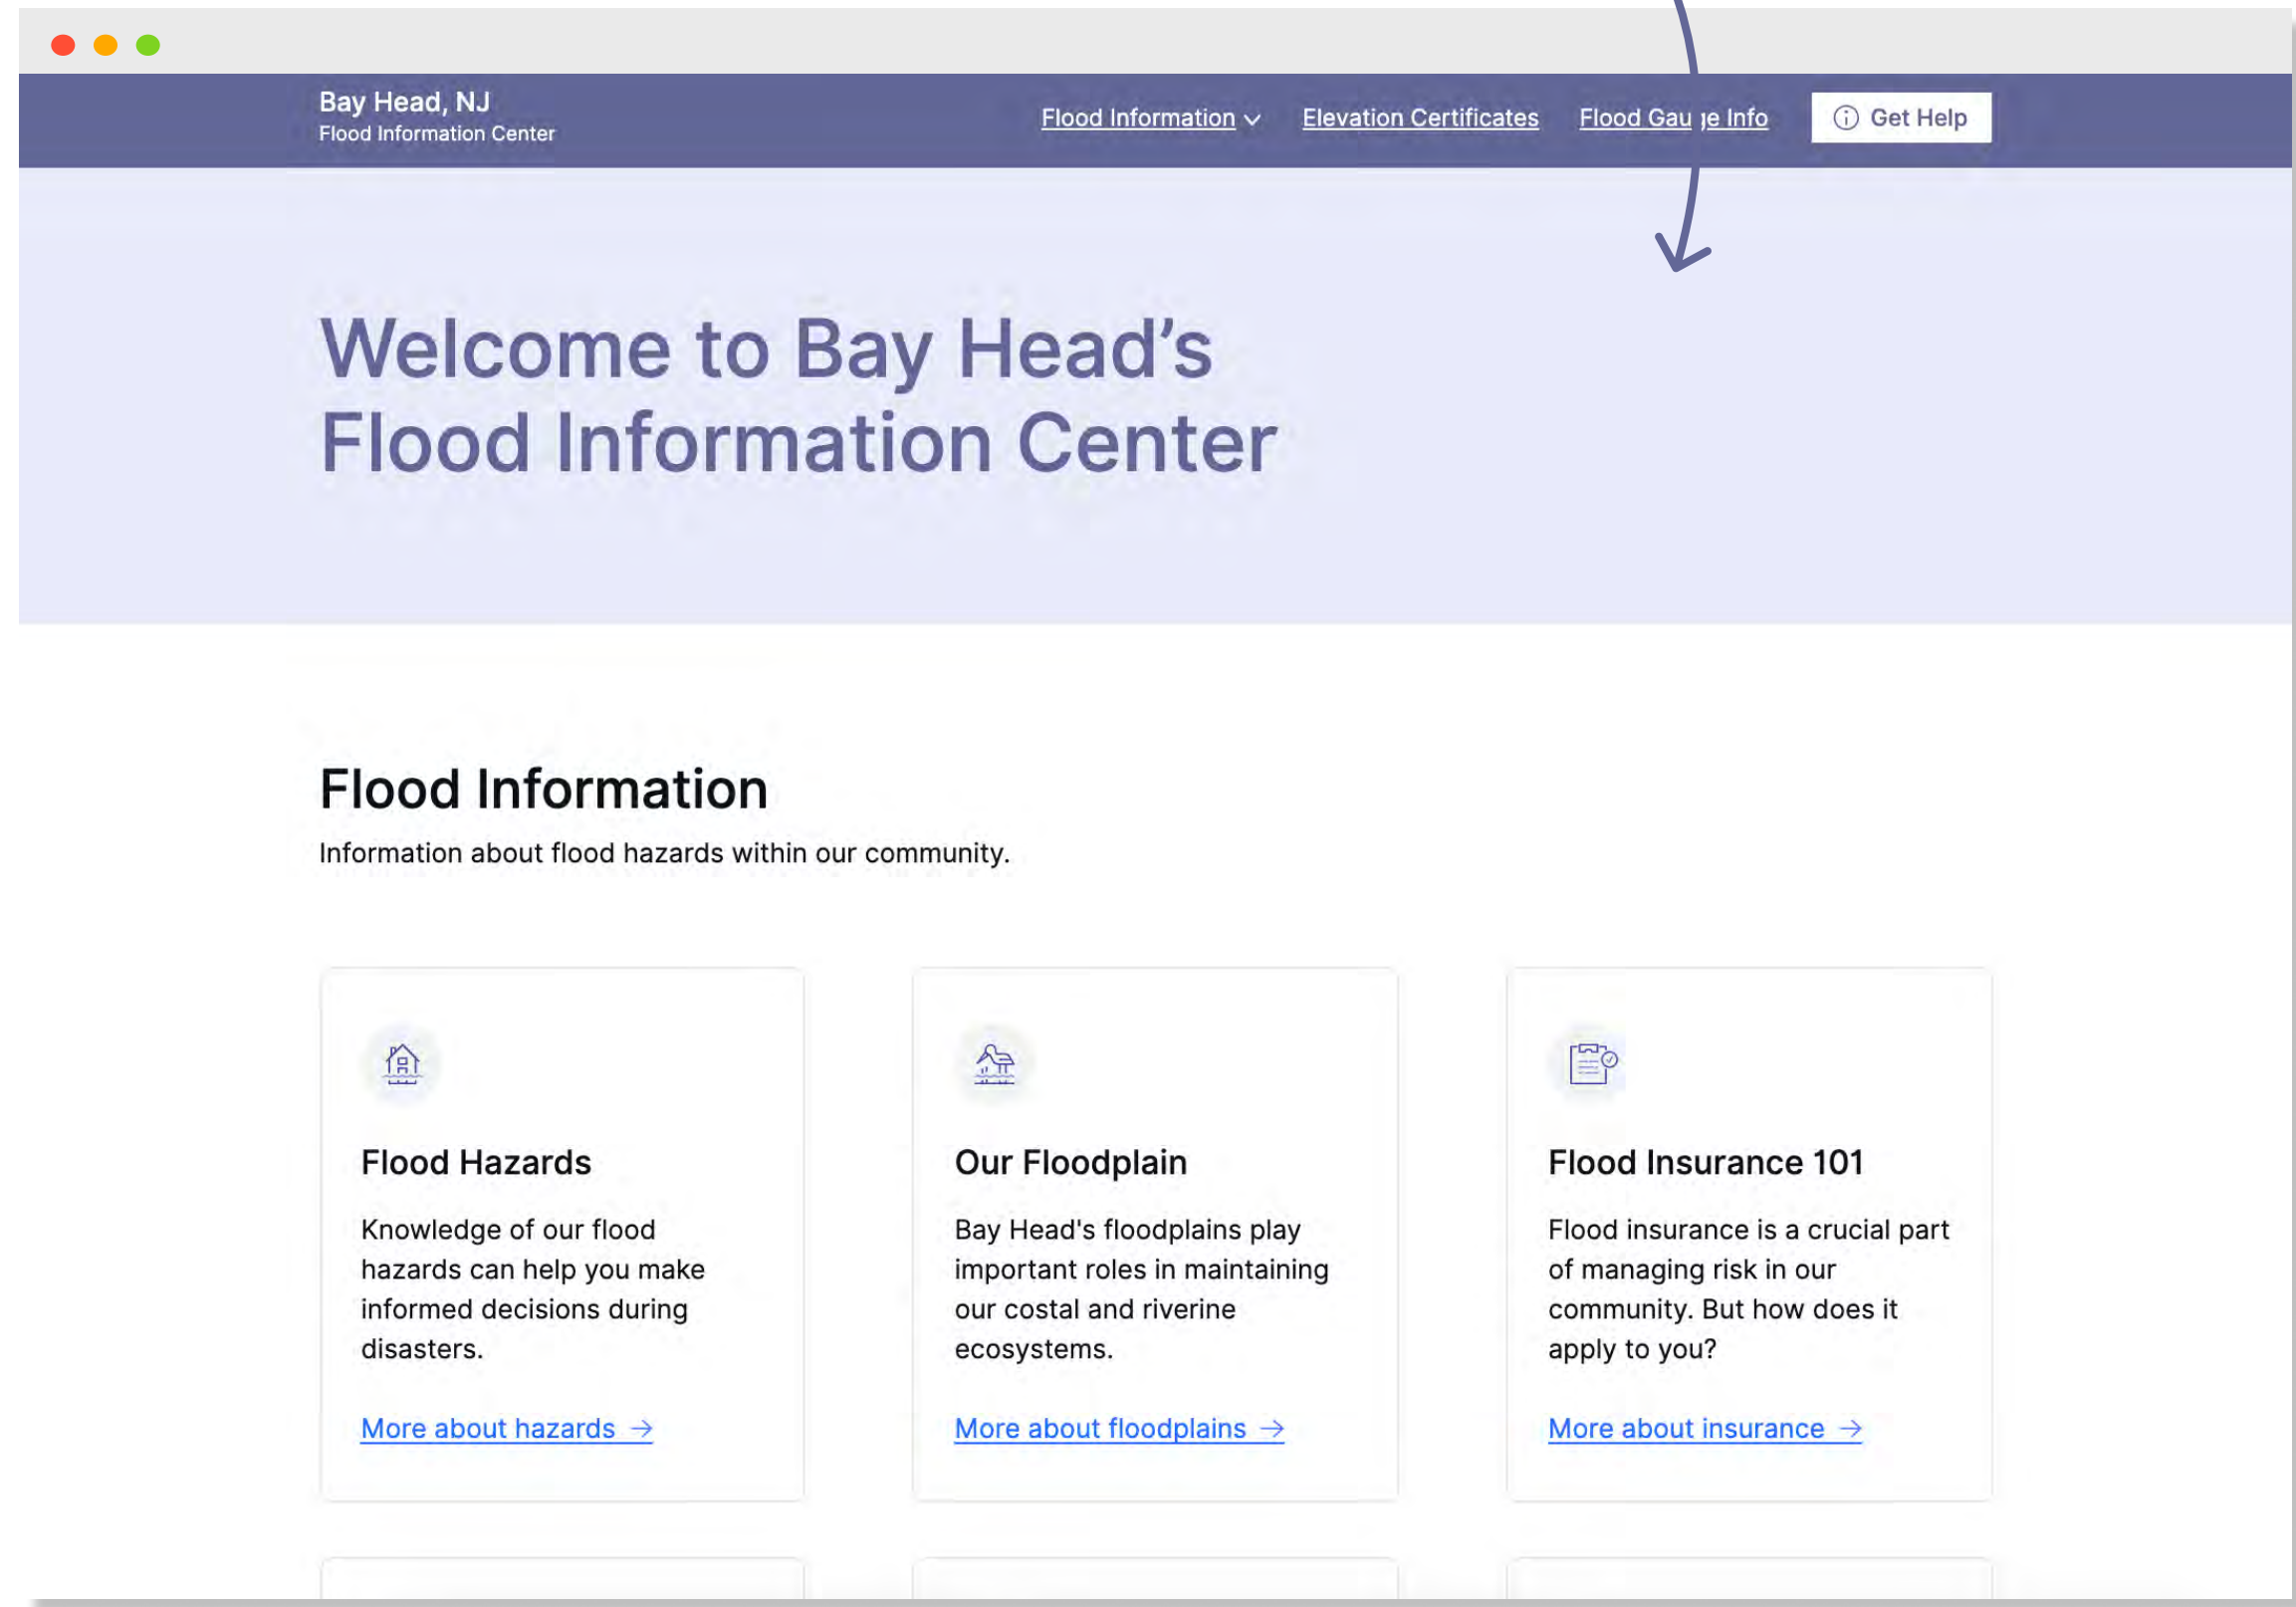 Bay Head, NJ
Flood Information Center
Flood Information
Elevation Certificates
Flood Gau ge Info
Get Help
Welcome to Bay Head’s
Flood Information Center
Flood Information
Information about flood hazards within our community.
Flood Hazards
Knowledge of our flood
hazards can help you make
informed decisions during
disasters.
More about hazards →
Our Floodplain
Bay Head's floodplains play
important roles in maintaining
our costal and riverine
ecosystems.
More about floodplains →
Flood Insurance 101
Flood insurance is a crucial part
of managing risk in our
community. But how does it
apply to you?
More about insurance →